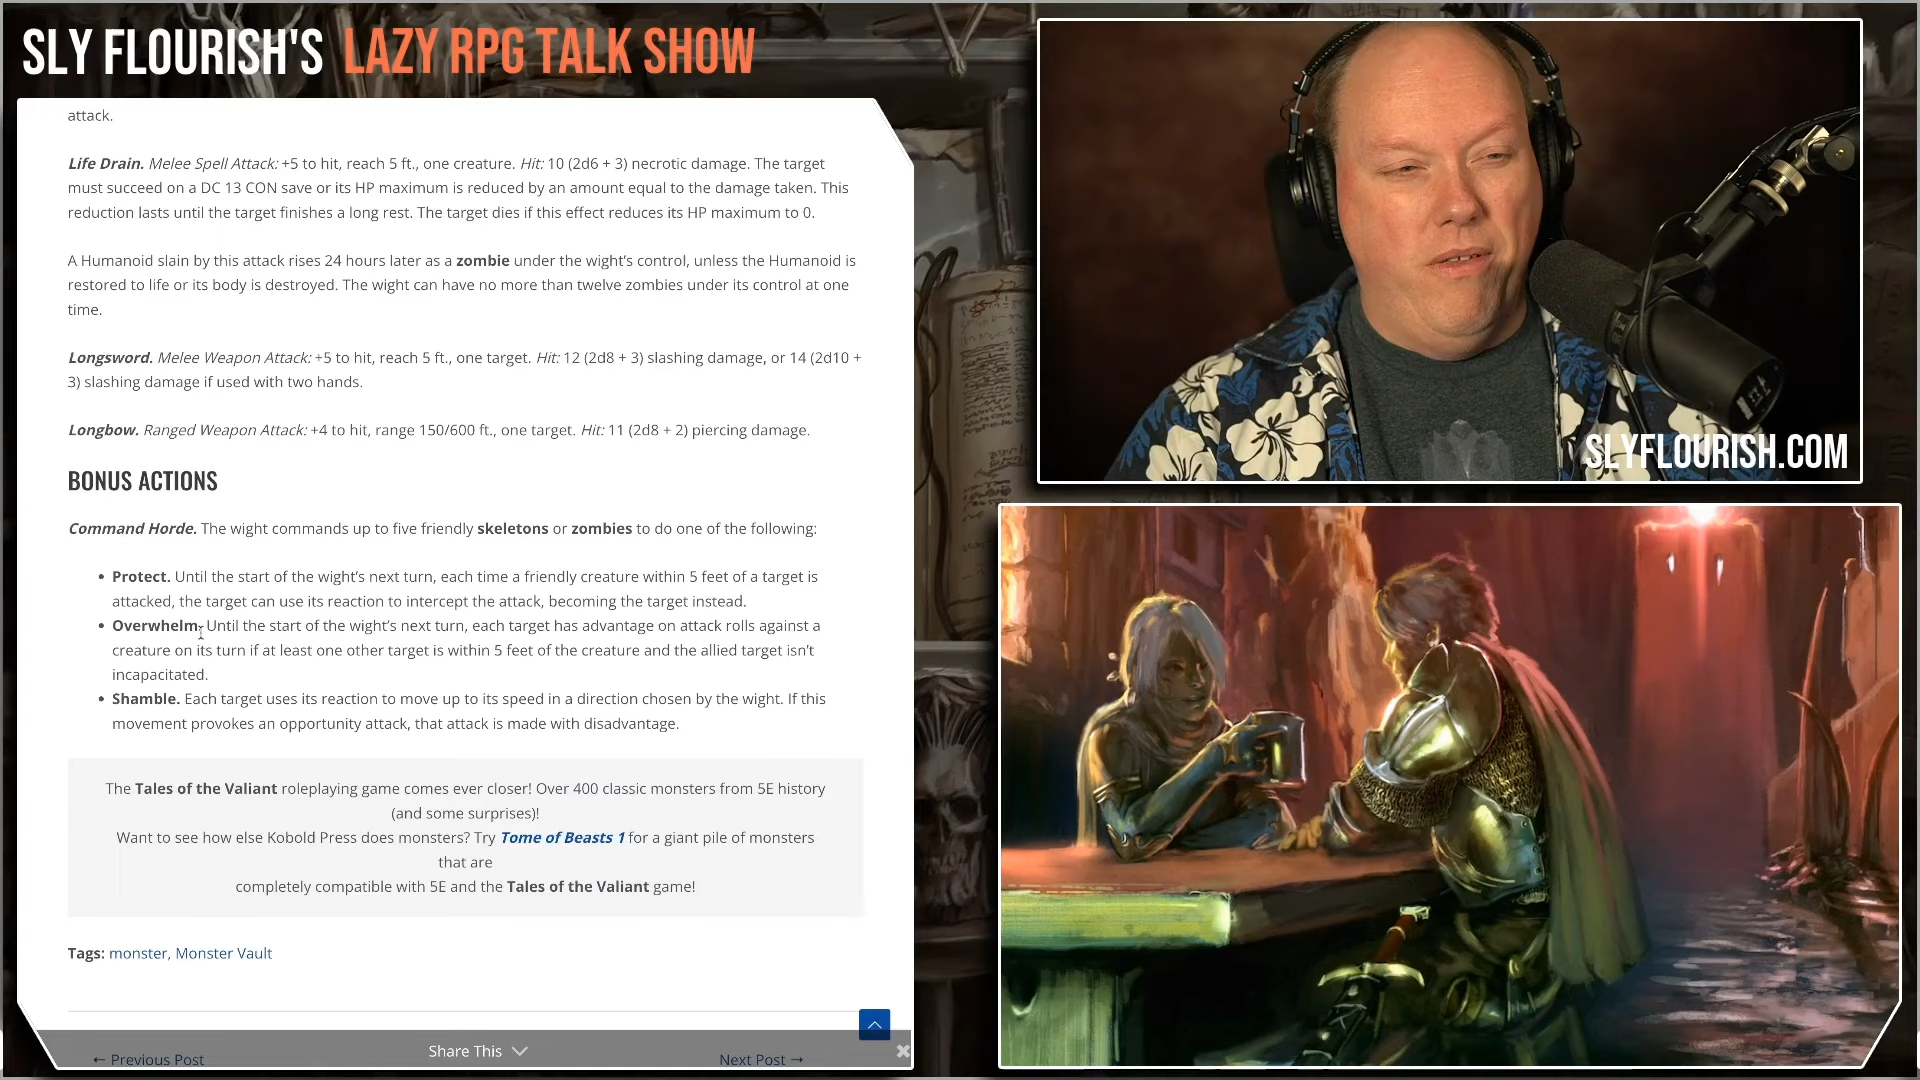 SLY FLOURISH'S LAZY RPG TALK SHOW
attack.
Life Drain. Melee Spell Attack: +5 to hit, reach 5 ft., one creature. Hit: 10 (2d6 + 3) necrotic damage. The target
must succeed on a DC 13 CON save or its HP maximum is reduced by an amount equal to the damage taken. This
reduction lasts until the target finishes a long rest. The target dies if this effect reduces its HP maximum to 0.
A Humanoid slain by this attack rises 24 hours later as a zombie under the wight's control, unless the Humanoid is
restored to life or its body is destroyed. The wight can have no more than twelve zombies under its control at one
time.
Longsword. Melee Weapon Attack: +5 to hit, reach 5 ft., one target. Hit: 12 (2d8 + 3) slashing damage, or 14 (2d10 +
3) slashing damage if used with two hands.
Longbow. Ranged Weapon Attack: +4 to hit, range 150/600 ft., one target. Hit: 11 (2d8 + 2) piercing damage.
BONUS ACTIONS
Command Horde. The wight commands up to five friendly skeletons or zombies to do one of the following:
• Protect. Until the start of the wight's next turn, each time a friendly creature within 5 feet of a target is
attacked, the target can use its reaction to intercept the attack, becoming the target instead.
• Overwhelm. Until the start of the wight's next turn, each target has advantage on attack rolls against a
creature on its turn if at least one other target is within 5 feet of the creature and the allied target isn't
incapacitated.
• Shamble. Each target uses its reaction to move up to its speed in a direction chosen by the wight. If this
movement provokes an opportunity attack, that attack is made with disadvantage.
The Tales of the Valiant roleplaying game comes ever closer! Over 400 classic monsters from 5E history
(and some surprises)!
Want to see how else Kobold Press does monsters? Try Tome of Beasts 1 for a giant pile of monsters
that are
completely compatible with 5E and the Tales of the Valiant game!
Tags: monster, Monster Vault
Share This
← Previous Post
Next Post →
SLYFLOURISH.COM